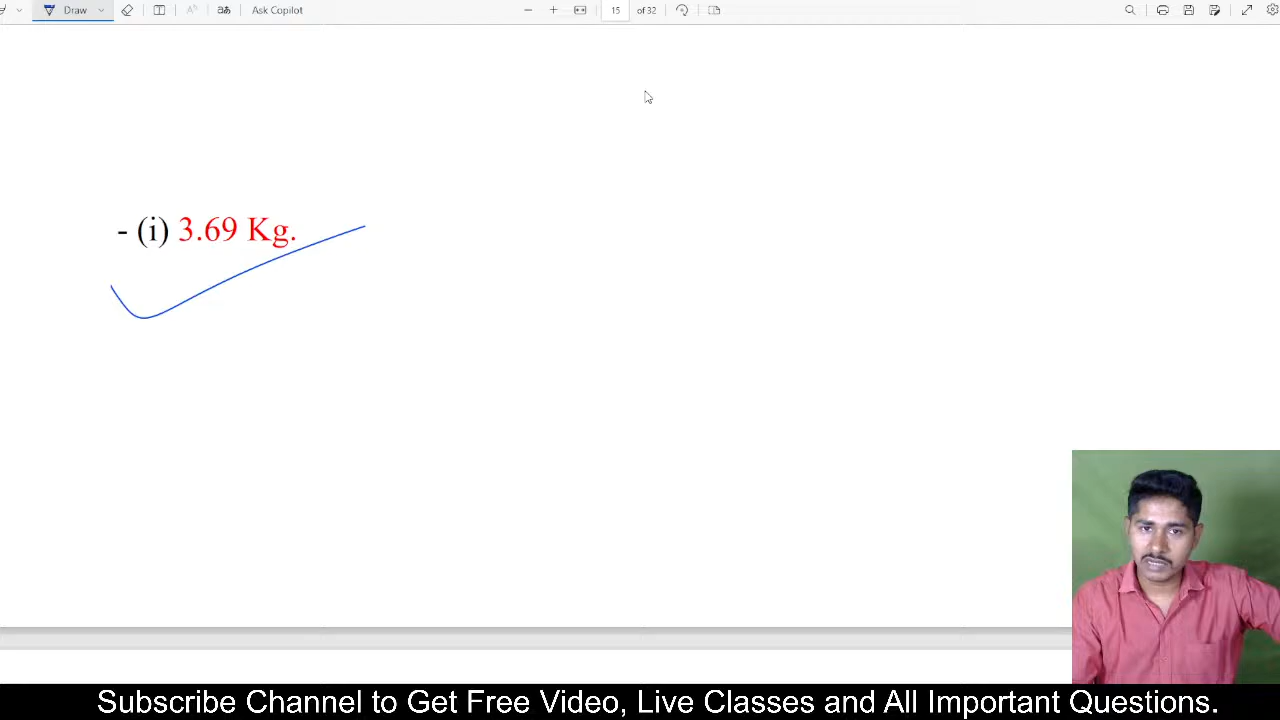 Draw
Ask Copilot
15 of 32
- (i) 3.69 Kg.
Subscribe Channel to Get Free Video, Live Classes and All Important Questions.